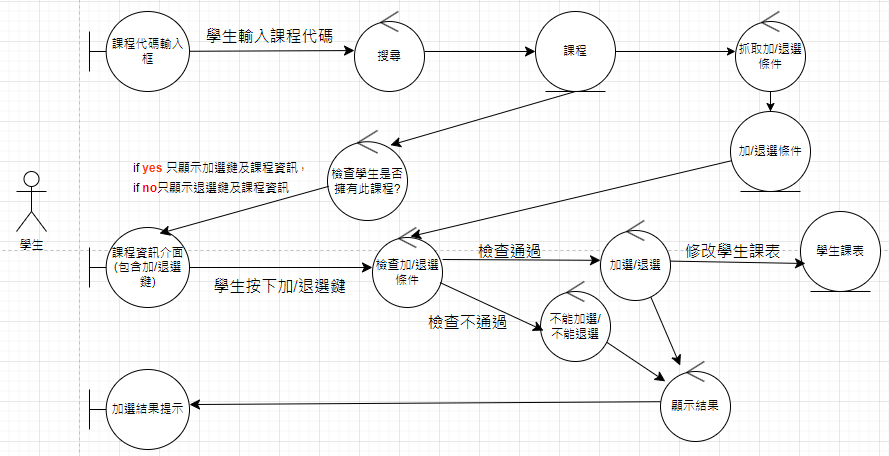 課程代碼輸入
框
學生輸入課程代碼
搜尋
課程
抓取加/退選
條件
加/退選條件
if yes 只顯示加選鍵及課程資訊，
if no只顯示退選鍵及課程資訊
檢查學生是否
擁有此課程?
學生
課程資訊介面
(包含加/退選
鍵)
學生按下加/退選鍵
檢查加/退選
條件
檢查通過
加選/退選
修改學生課表
學生課表
檢查不通過
不能加選/
不能退選
加選結果提示
顯示結果